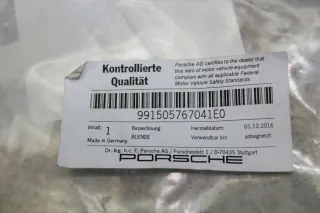 Kontrollierte
Qualität
Porsche AG certifies to the dealer that
this item of motor vehicle equipment
complies with all applicable Federal
Motor Vehicle Safety Standards.
991505767041E0
Inhalt: 1 Bezeichnung: Herstelldatum: 01.12.2016
BLENDE Verwendbar bis: unbegrenzt
Made in Germany
Dr. Ing. h.c. F. Porsche AG / Porscheplatz 1 / D-70435 Stuttgart
PORSCHE